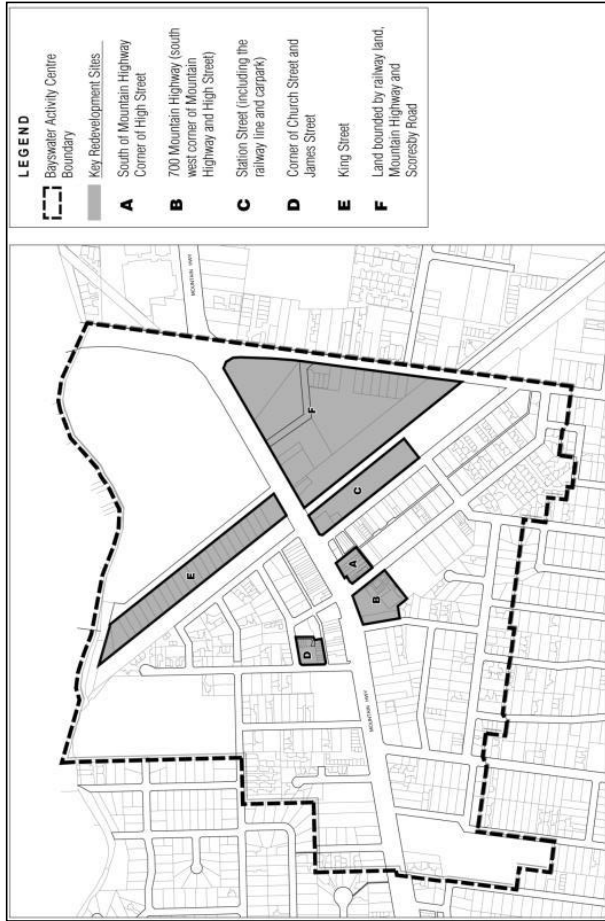 LEGEND
Bayswater Activity Centre
Boundary
Key Redevelopment Sites
A
South of Mountain Highway
Corner of High Street
B
700 Mountain Highway (south
west corner of Mountain
Highway and High Street)
C
Station Street (including the
railway line and carpark)
D
Corner of Church Street and
James Street
E
King Street
F
Land bounded by railway land,
Mountain Highway and
Scoresby Road
MOUNTAIN HWY
F
E
C
A
B
D
MOUNTAIN HWY